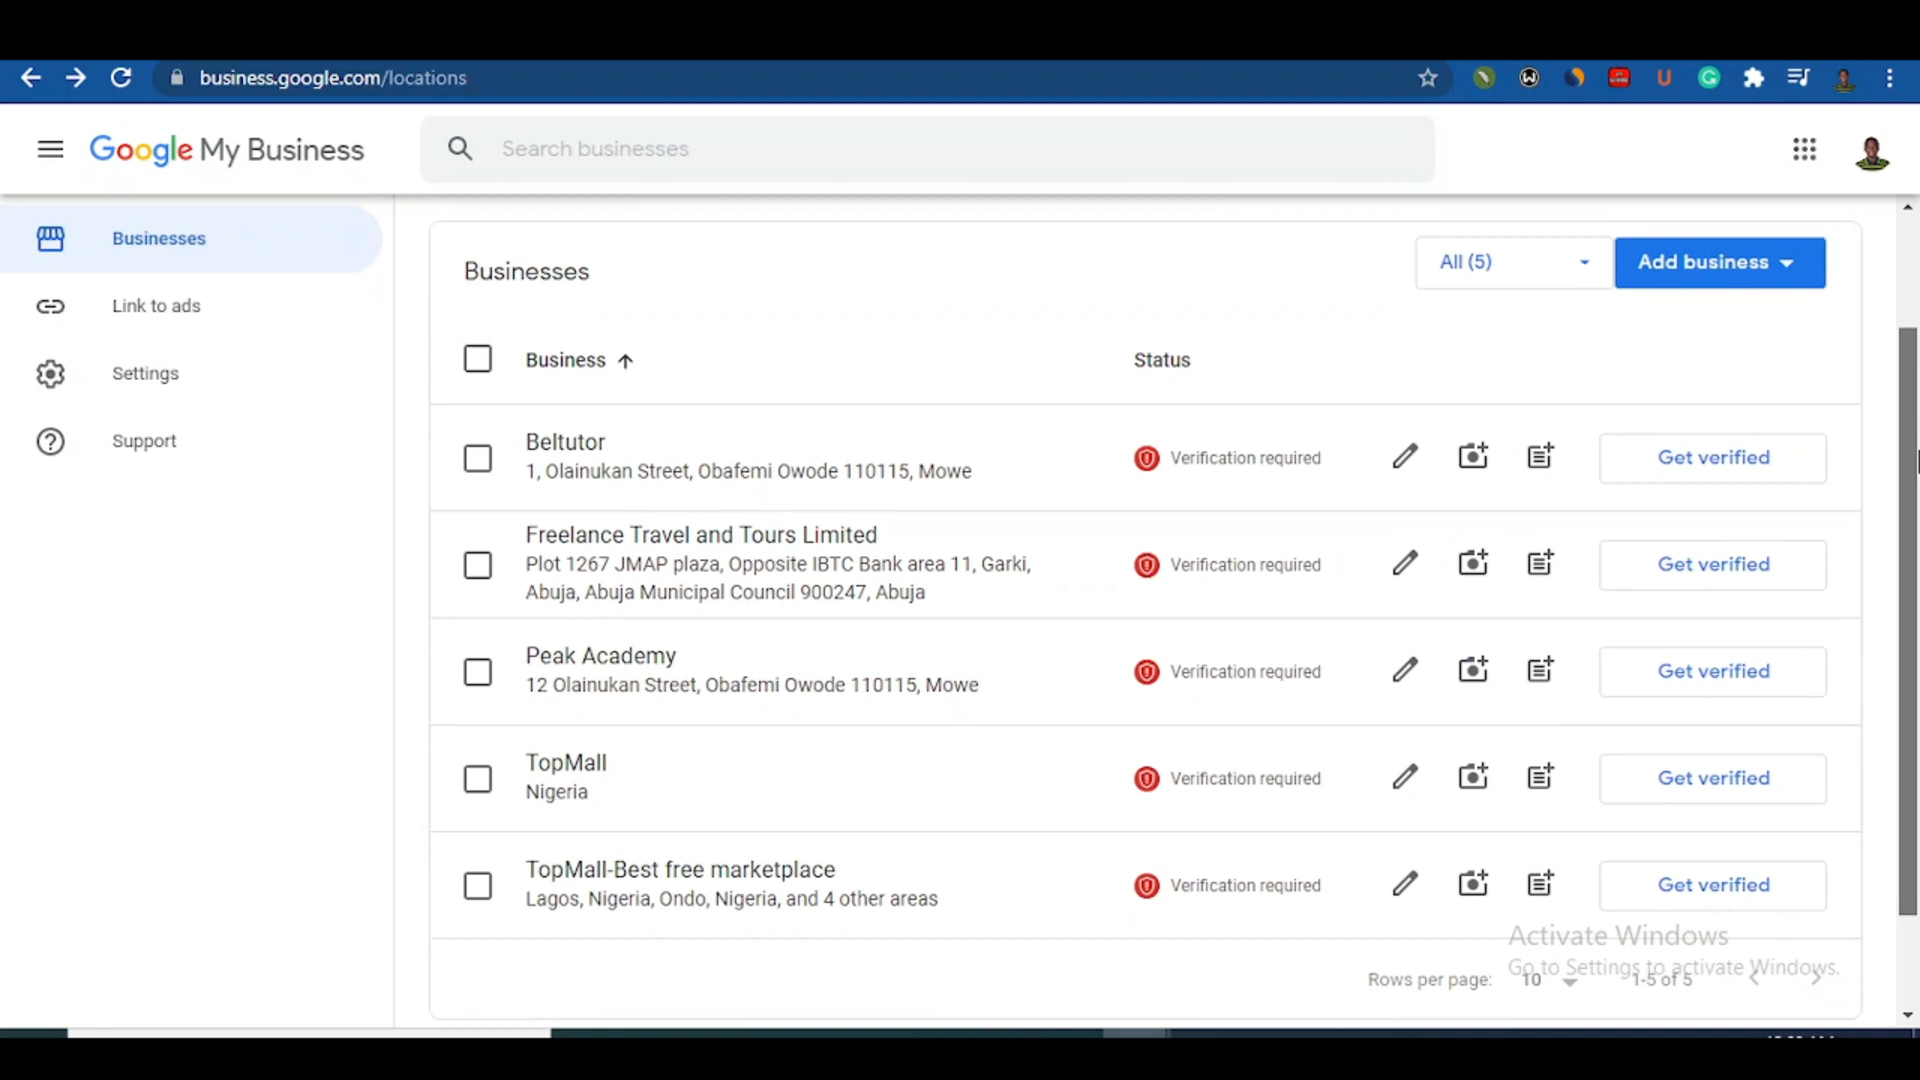 business.google.com/locations
Google My Business
Search businesses
Businesses
Link to ads
Settings
Support
Businesses
All (5)
Add business
Business
Status
Beltutor
1, Olainukan Street, Obafemi Owode 110115, Mowe
Verification required
Get verified
Freelance Travel and Tours Limited
Plot 1267 JMAP plaza, Opposite IBTC Bank area 11, Garki,
Abuja, Abuja Municipal Council 900247, Abuja
Verification required
Get verified
Peak Academy
12 Olainukan Street, Obafemi Owode 110115, Mowe
Verification required
Get verified
TopMall
Nigeria
Verification required
Get verified
TopMall-Best free marketplace
Lagos, Nigeria, Ondo, Nigeria, and 4 other areas
Verification required
Get verified
Activate Windows
Go to Settings to activate Windows.
Rows per page:
10
1-5 of 5